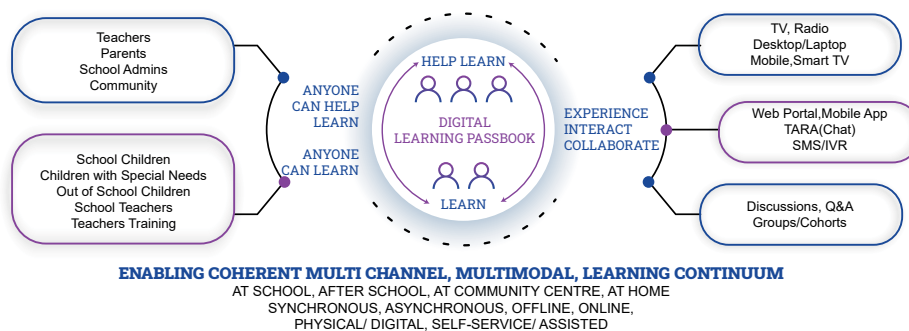 Teachers
Parents
School Admins
Community
School Children
Children with Special Needs
Out of School Children
School Teachers
Teachers Training
ANYONE
CAN HELP
LEARN
ANYONE
CAN LEARN
HELP LEARN
DIGITAL
LEARNING PASSBOOK
LEARN
EXPERIENCE
INTERACT
COLLABORATE
TV, Radio
Desktop/Laptop
Mobile,Smart TV
Web Portal,Mobile App
TARA(Chat)
SMS/IVR
Discussions, Q&A
Groups/Cohorts
ENABLING COHERENT MULTI CHANNEL, MULTIMODAL, LEARNING CONTINUUM
AT SCHOOL, AFTER SCHOOL, AT COMMUNITY CENTRE, AT HOME
SYNCHRONOUS, ASYNCHRONOUS, OFFLINE, ONLINE,
PHYSICAL/ DIGITAL, SELF-SERVICE/ ASSISTED